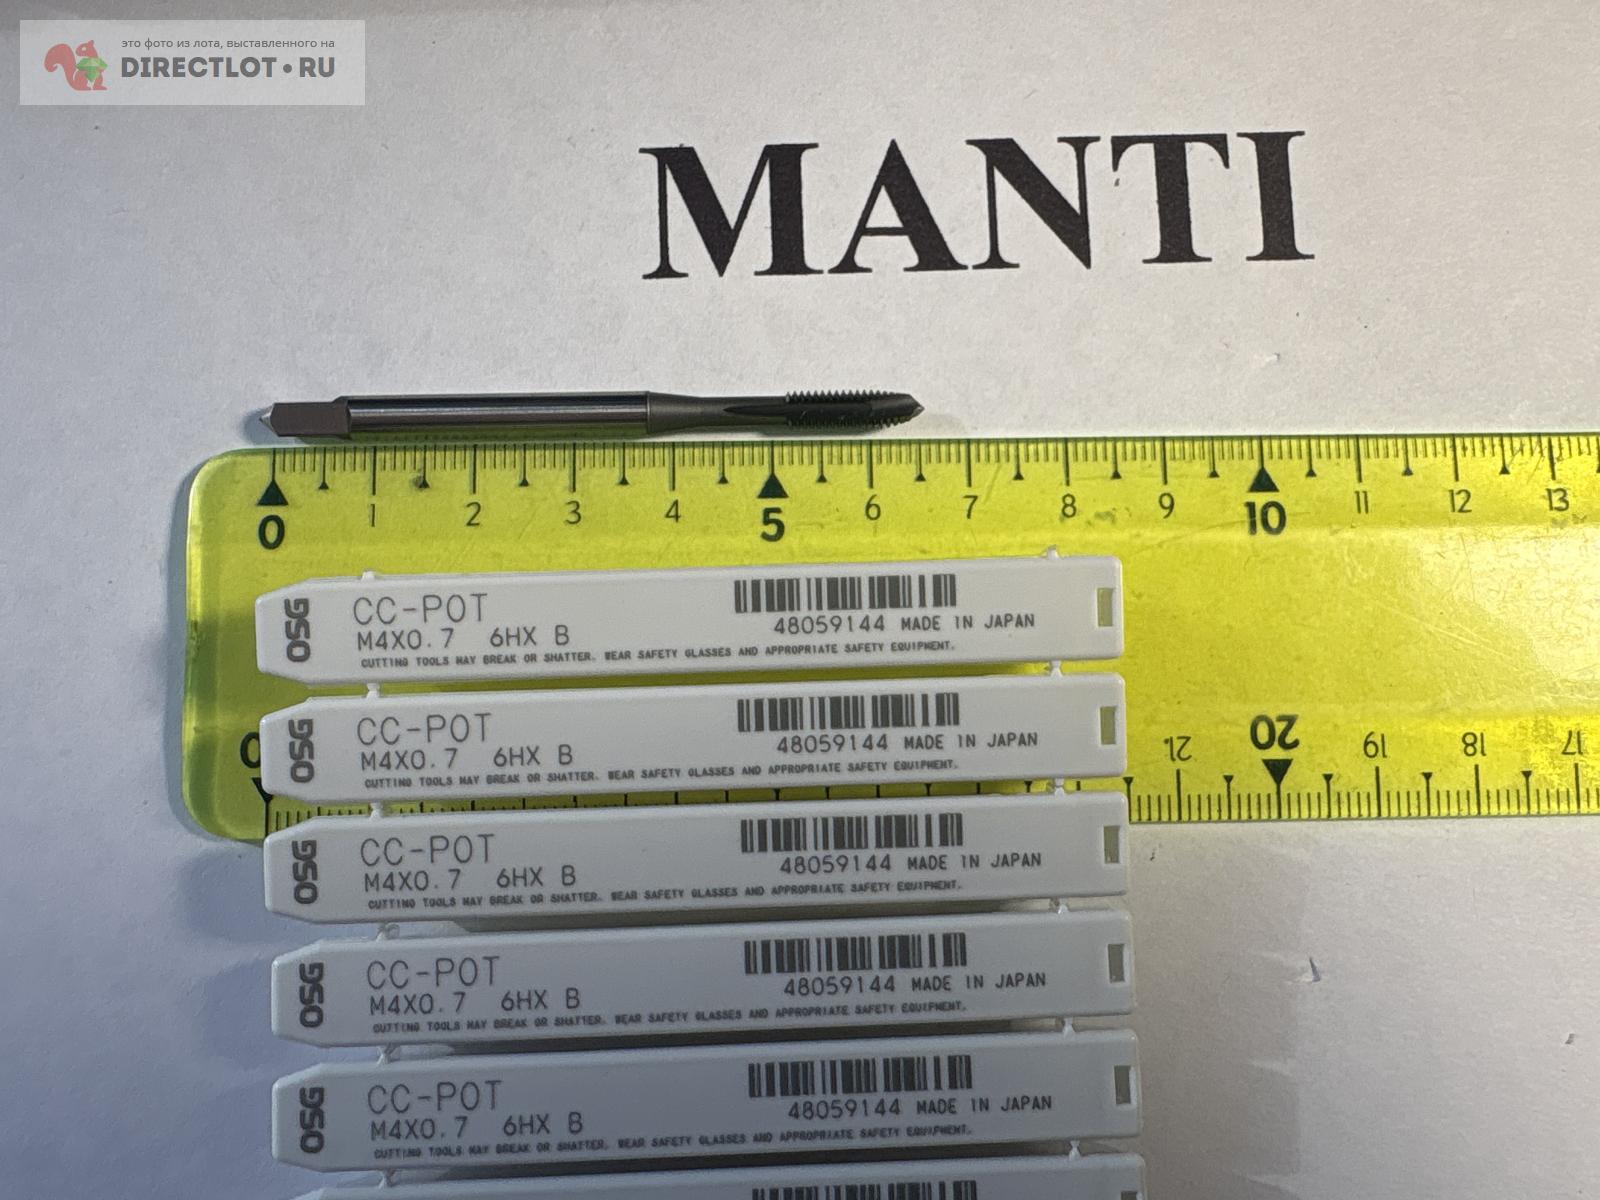 это фото из лота, выставленного на
DIRECTLOT•RU
MANTI
0 1 2 3 4 5 6 7 8 9 10 11 12 13
OSG
CC-POT
M4X0.7 6HX B
48059144 MADE IN JAPAN
CUTTING TOOLS MAY BREAK OR SHATTER. WEAR SAFETY GLASSES AND APPROPRIATE SAFETY EQUIPMENT.
OSG
CC-POT
M4X0.7 6HX B
48059144 MADE IN JAPAN
CUTTING TOOLS MAY BREAK OR SHATTER. WEAR SAFETY GLASSES AND APPROPRIATE SAFETY EQUIPMENT.
0 21 20 19 18 17
OSG
CC-POT
M4X0.7 6HX B
48059144 MADE IN JAPAN
CUTTING TOOLS MAY BREAK OR SHATTER. WEAR SAFETY GLASSES AND APPROPRIATE SAFETY EQUIPMENT.
OSG
CC-POT
M4X0.7 6HX B
48059144 MADE IN JAPAN
CUTTING TOOLS MAY BREAK OR SHATTER. WEAR SAFETY GLASSES AND APPROPRIATE SAFETY EQUIPMENT.
OSG
CC-POT
M4X0.7 6HX B
48059144 MADE IN JAPAN
CUTTING TOOLS MAY BREAK OR SHATTER. WEAR SAFETY GLASSES AND APPROPRIATE SAFETY EQUIPMENT.